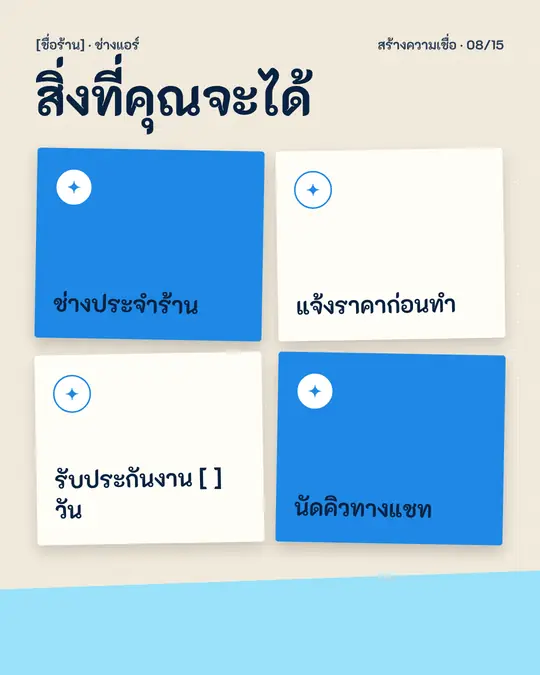 [ชื่อร้าน] · ช่างแอร์
สร้างความเชื่อ · 08/15
สิ่งที่คุณจะได้
ช่างประจำร้าน
แจ้งราคาก่อนทำ
รับประกันงาน [ ]
วัน
นัดคิวทางแชท